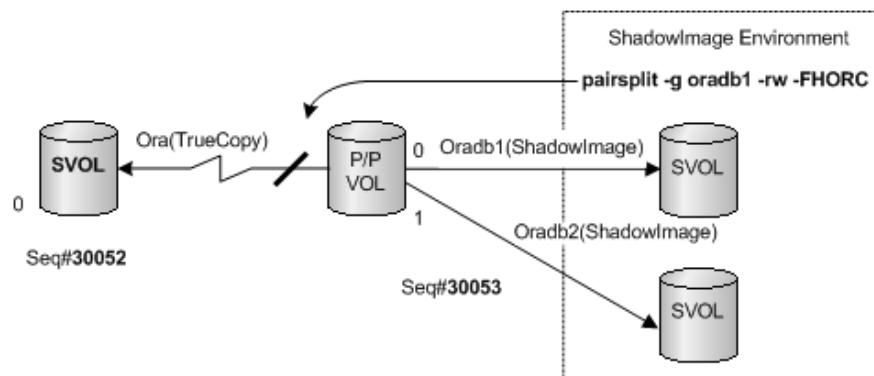 ShadowImage Environment
pairsplit -g oradb1 -rw -FHORC
Ora(TrueCopy)
SVOL
0
P/P
VOL
0
1
Oradb1(ShadowImage)
SVOL
Oradb2(ShadowImage)
Seq#30052
Seq#30053
SVOL